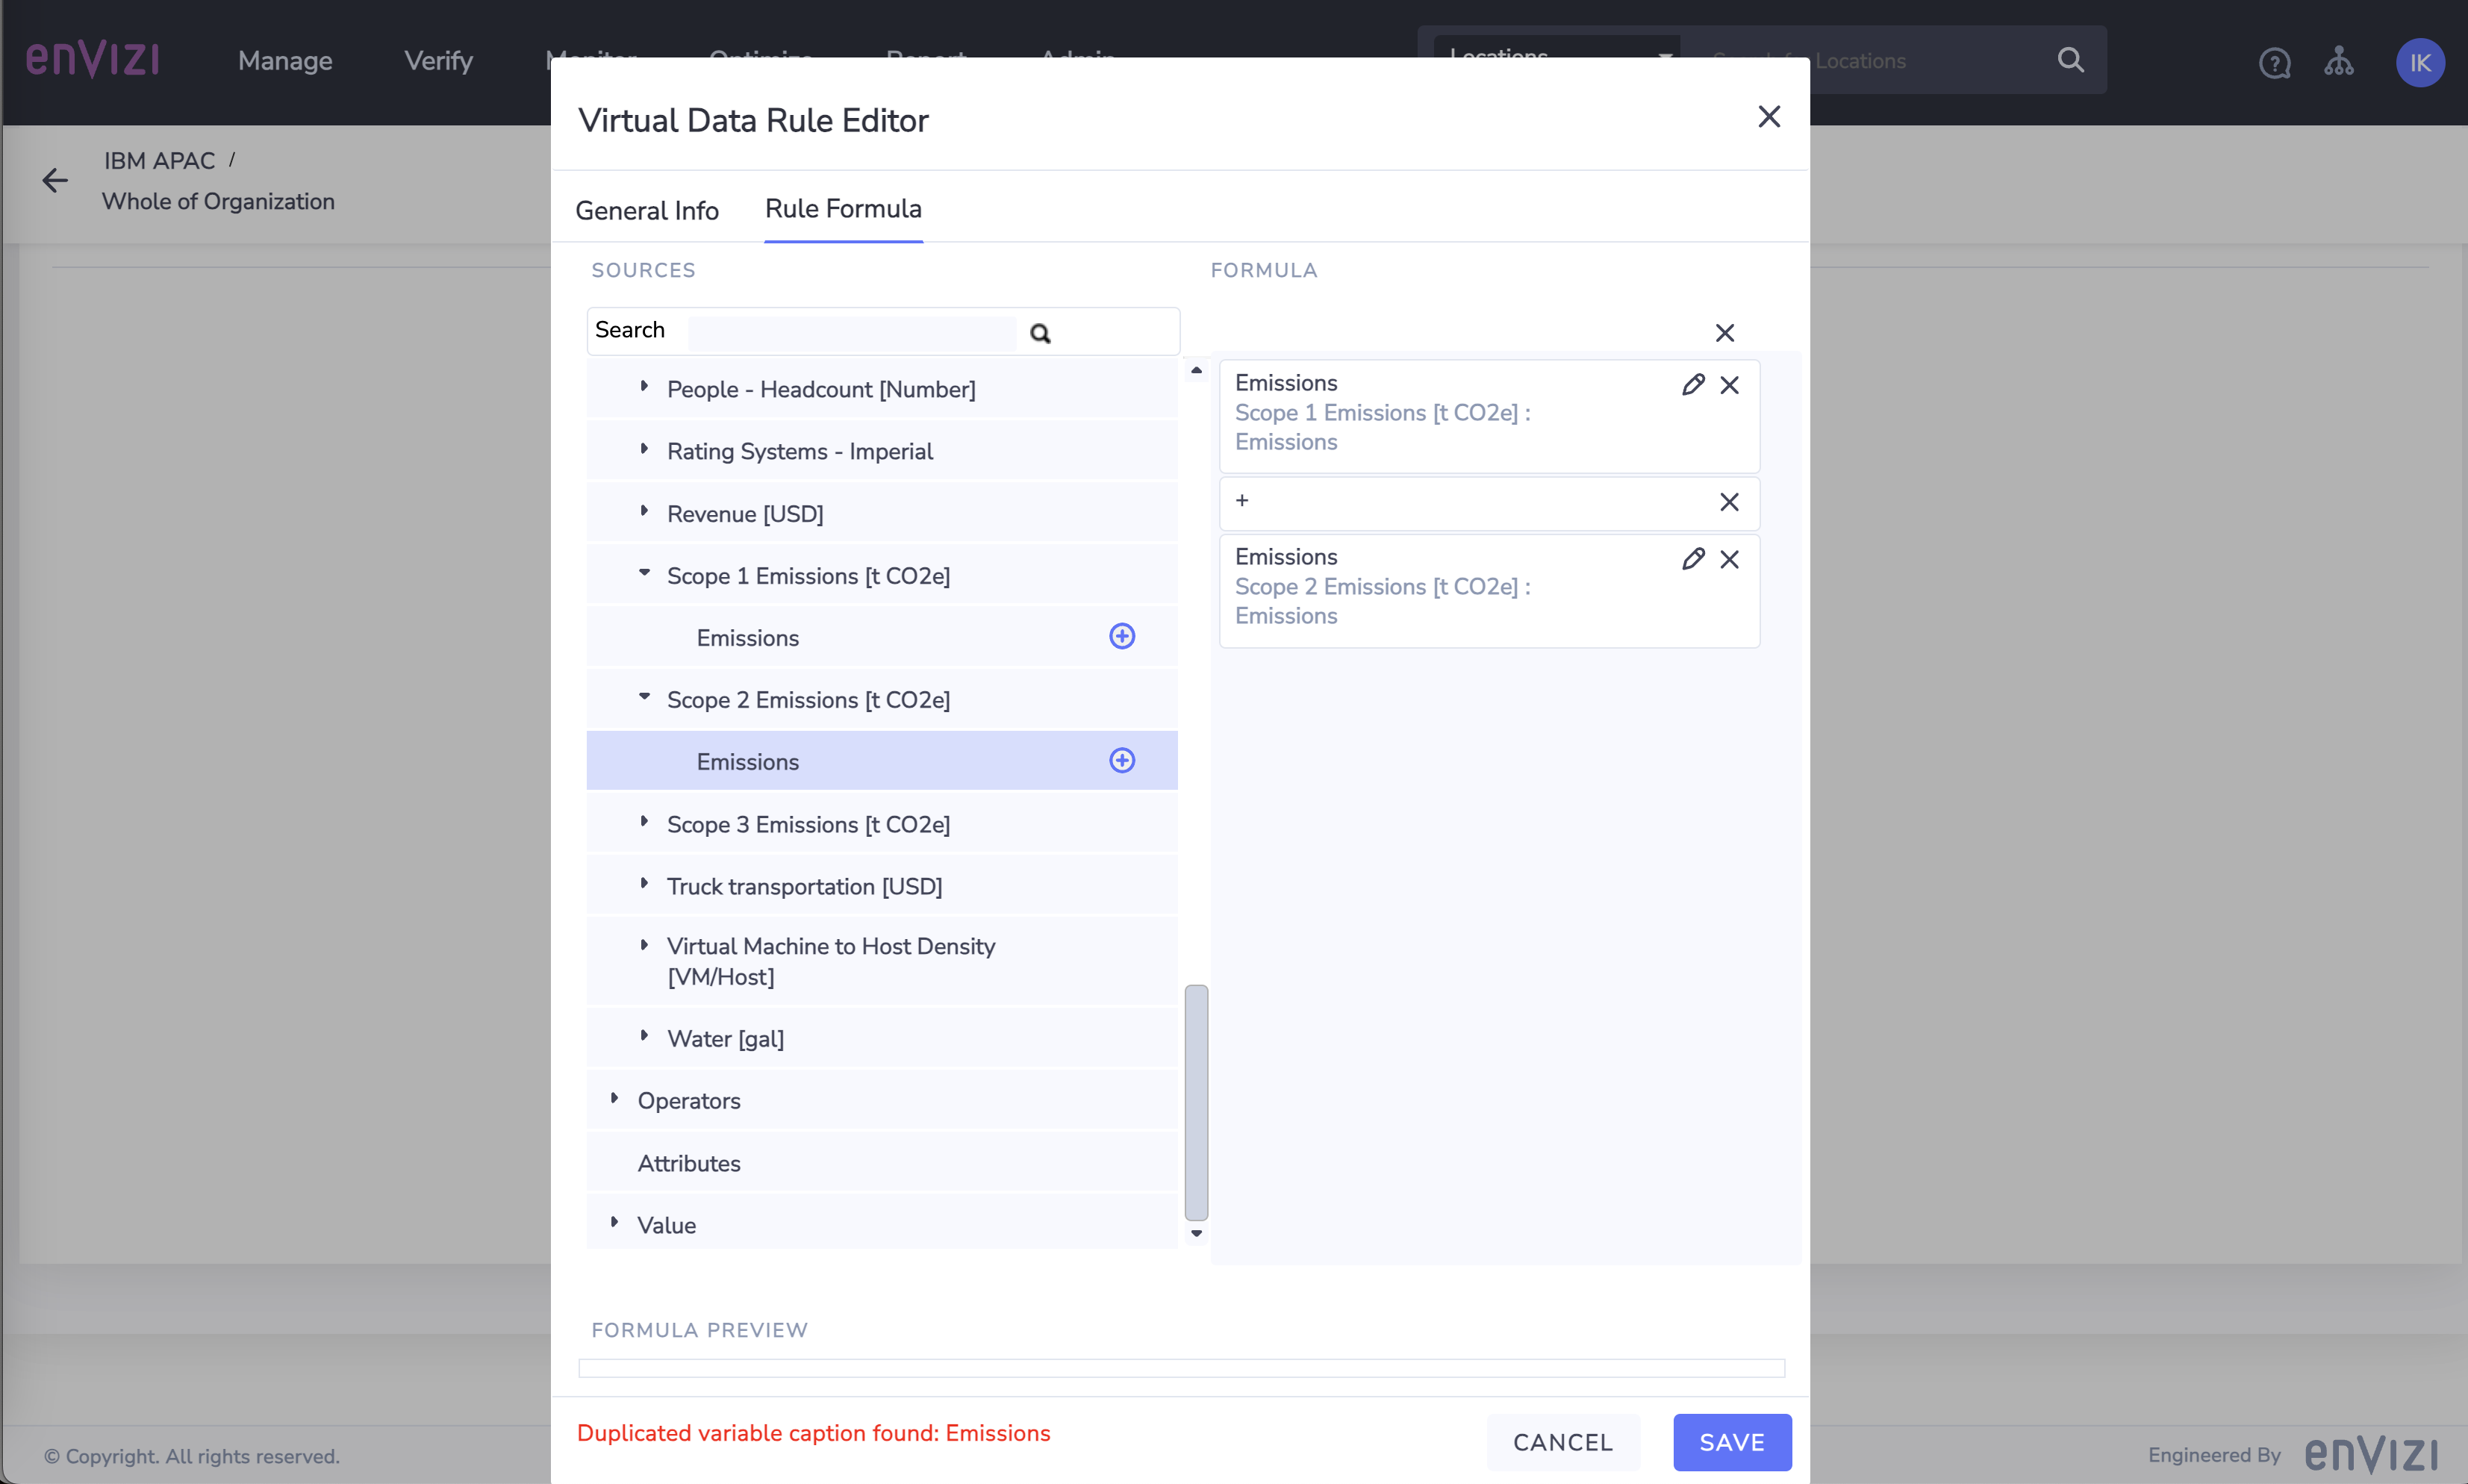 enVIZI
Manage
Verify
Monitor
Optimize
Report
Admin
Locations
Search for Locations
IK
IBM APAC /
Whole of Organization
Virtual Data Rule Editor
General Info
Rule Formula
SOURCES
FORMULA
Search
People - Headcount [Number]
Rating Systems - Imperial
Revenue [USD]
Scope 1 Emissions [t CO2e]
Emissions
Scope 2 Emissions [t CO2e]
Emissions
Scope 3 Emissions [t CO2e]
Truck transportation [USD]
Virtual Machine to Host Density
[VM/Host]
Water [gal]
Operators
Attributes
Value
Emissions
Scope 1 Emissions [t CO2e] :
Emissions
+
Emissions
Scope 2 Emissions [t CO2e] :
Emissions
FORMULA PREVIEW
Duplicated variable caption found: Emissions
CANCEL
SAVE
© Copyright. All rights reserved.
Engineered By enVIZI